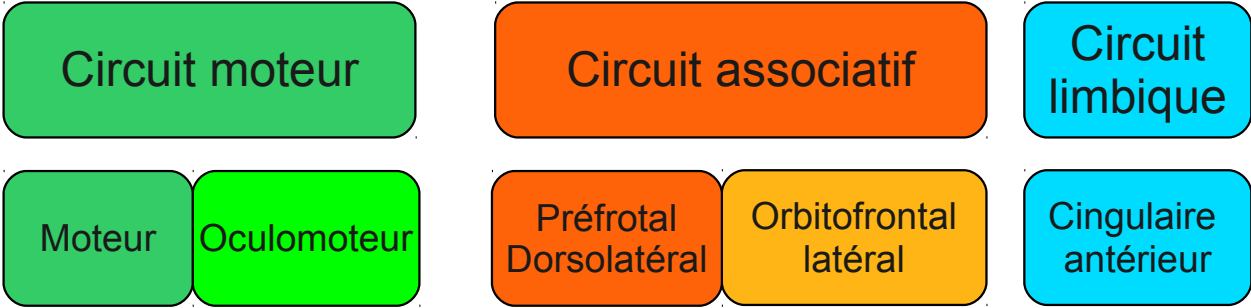 Circuit moteur
Circuit associatif
Circuit
limbique
Moteur
Oculomoteur
Préfrotal
Dorsolatéral
Orbitofrontal
latéral
Cingulaire
antérieur